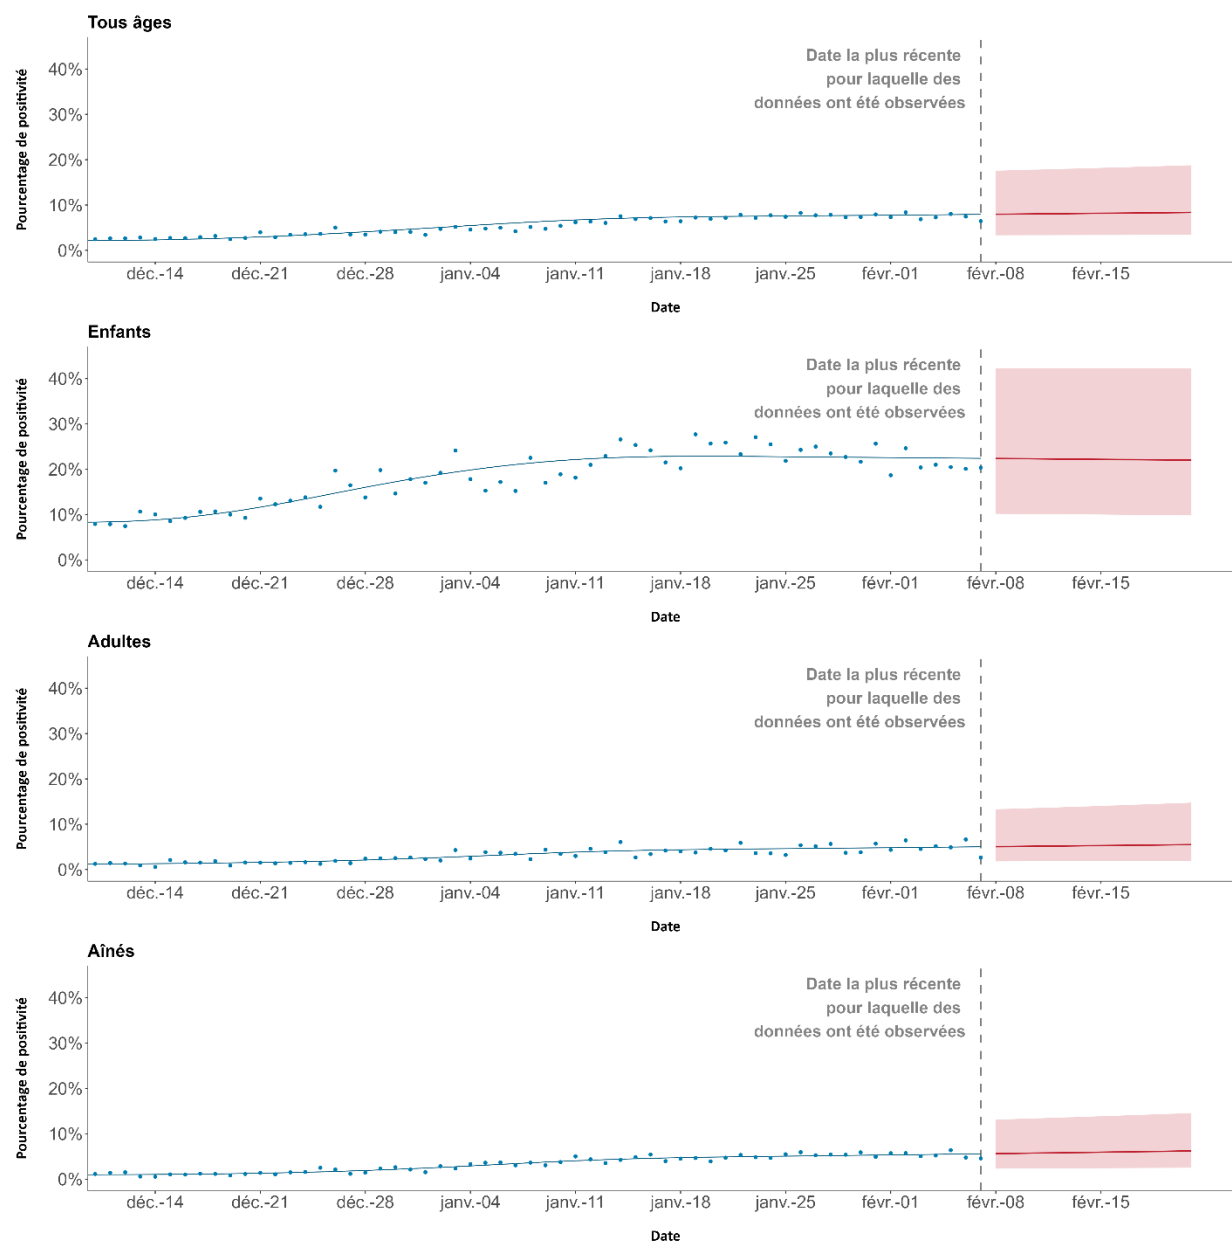 Tous âges
Pourcentage de positivité
40%
30%
20%
10%
0%
Date la plus récente
pour laquelle des
données ont été observées
déc.-14 déc.-21 déc.-28 janv.-04 janv.-11 janv.-18 janv.-25 févr.-01 févr.-08 févr.-15
Date
Enfants
Pourcentage de positivité
40%
30%
20%
10%
0%
Date la plus récente
pour laquelle des
données ont été observées
déc.-14 déc.-21 déc.-28 janv.-04 janv.-11 janv.-18 janv.-25 févr.-01 févr.-08 févr.-15
Date
Adultes
Pourcentage de positivité
40%
30%
20%
10%
0%
Date la plus récente
pour laquelle des
données ont été observées
déc.-14 déc.-21 déc.-28 janv.-04 janv.-11 janv.-18 janv.-25 févr.-01 févr.-08 févr.-15
Date
Aînés
Pourcentage de positivité
40%
30%
20%
10%
0%
Date la plus récente
pour laquelle des
données ont été observées
déc.-14 déc.-21 déc.-28 janv.-04 janv.-11 janv.-18 janv.-25 févr.-01 févr.-08 févr.-15
Date